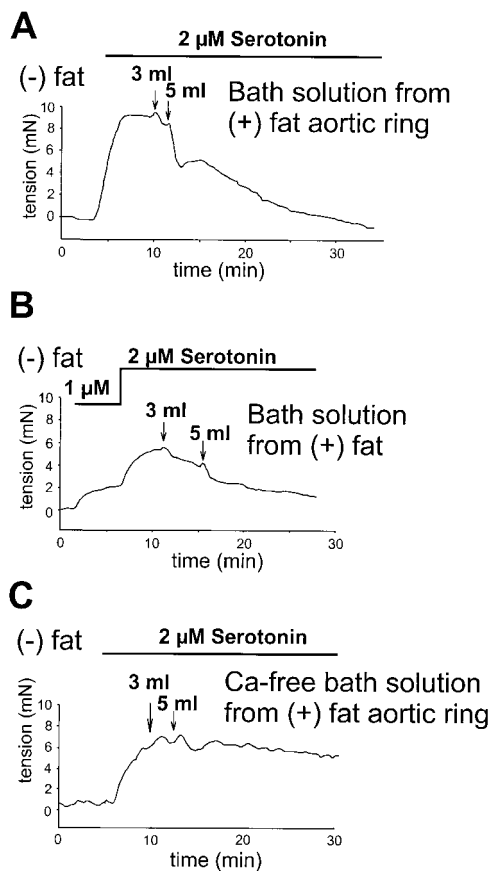 A
2 µM Serotonin
(-) fat
3 ml
5 ml
Bath solution from
(+) fat aortic ring
tension (mN)
10
8
6
4
2
0
0 10 20 30
time (min)
B
(-) fat
2 µM Serotonin
1 µM
3 ml
5 ml
Bath solution
from (+) fat
tension (mN)
10
8
6
4
2
0
0 10 20 30
time (min)
C
(-) fat
2 µM Serotonin
3 ml
5 ml
Ca-free bath solution
from (+) fat aortic ring
tension (mN)
10
8
6
4
2
0
0 10 20 30
time (min)